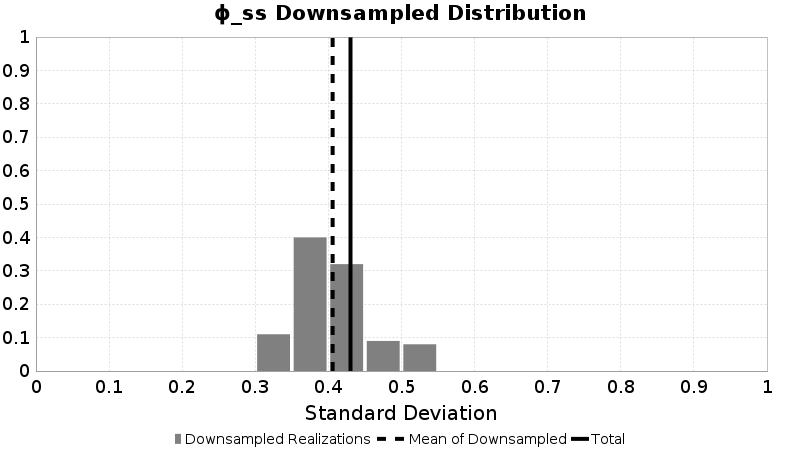 ϕ_ss Downsampled Distribution
1
0.9
0.8
0.7
0.6
0.5
0.4
0.3
0.2
0.1
0
0 0.1 0.2 0.3 0.4 0.5 0.6 0.7 0.8 0.9 1
Standard Deviation
Downsampled Realizations Mean of Downsampled Total